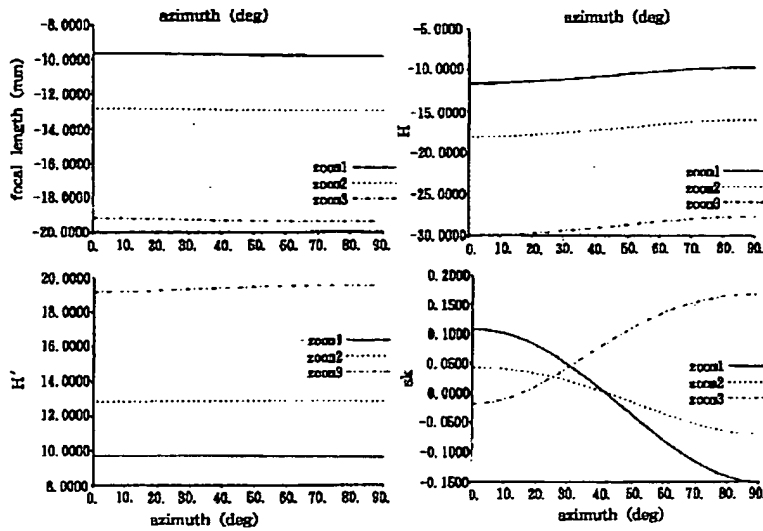 azimuth (deg)
-8.0000
-10.0000
-12.0000
-14.0000
-16.0000
-18.0000
-20.0000
focal length (mm)
zoom1
zoom2
zoom3
0. 10. 20. 30. 40. 50. 60. 70. 80. 90.
azimuth (deg)
-5.0000
-10.0000
-15.0000
-20.0000
-25.0000
-30.0000
H
zoom1
zoom2
zoom3
0. 10. 20. 30. 40. 50. 60. 70. 80. 90.
20.0000
18.0000
16.0000
14.0000
12.0000
10.0000
8.0000
H'
zoom1
zoom2
zoom3
0. 10. 20. 30. 40. 50. 60. 70. 80. 90.
azimuth (deg)
0.2000
0.1500
0.1000
0.0500
0.0000
-0.0500
-0.1000
-0.1500
sk
zoom1
zoom2
zoom3
0. 10. 20. 30. 40. 50. 60. 70. 80. 90.
azimuth (deg)